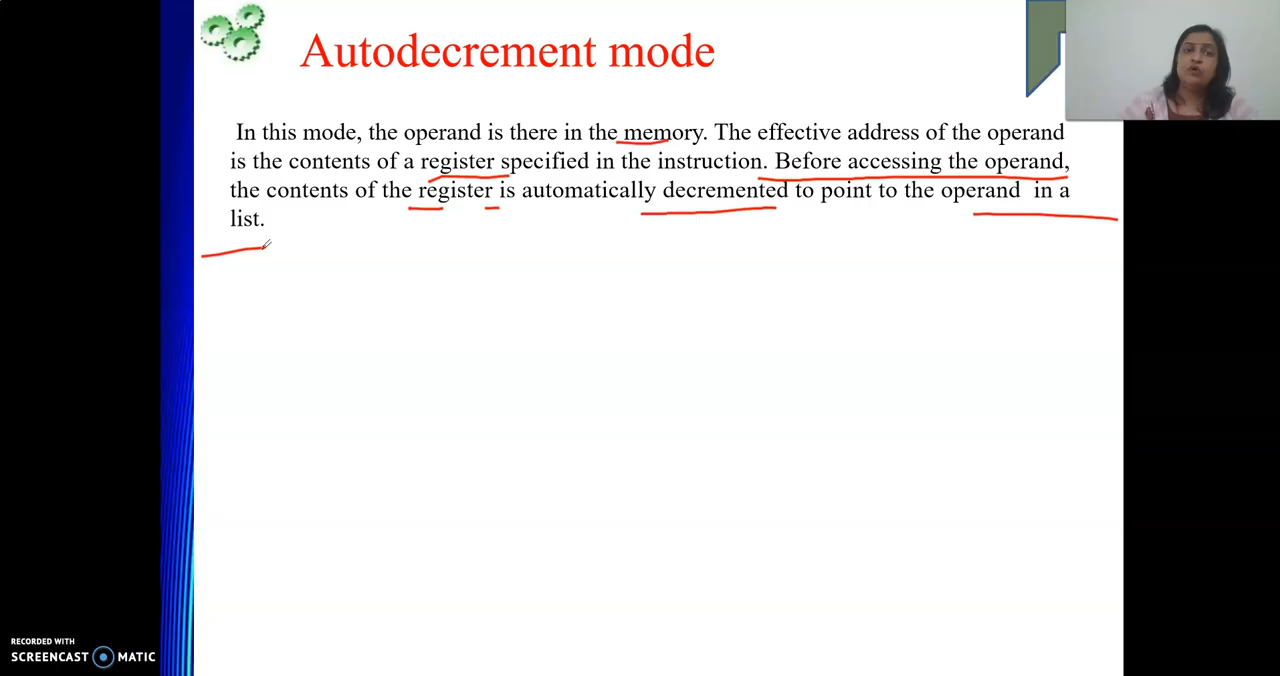 Autodecrement mode
In this mode, the operand is there in the memory. The effective address of the operand
is the contents of a register specified in the instruction. Before accessing the operand,
the contents of the register is automatically decremented to point to the operand in a
list.
RECORDED WITH
SCREENCAST MATIC